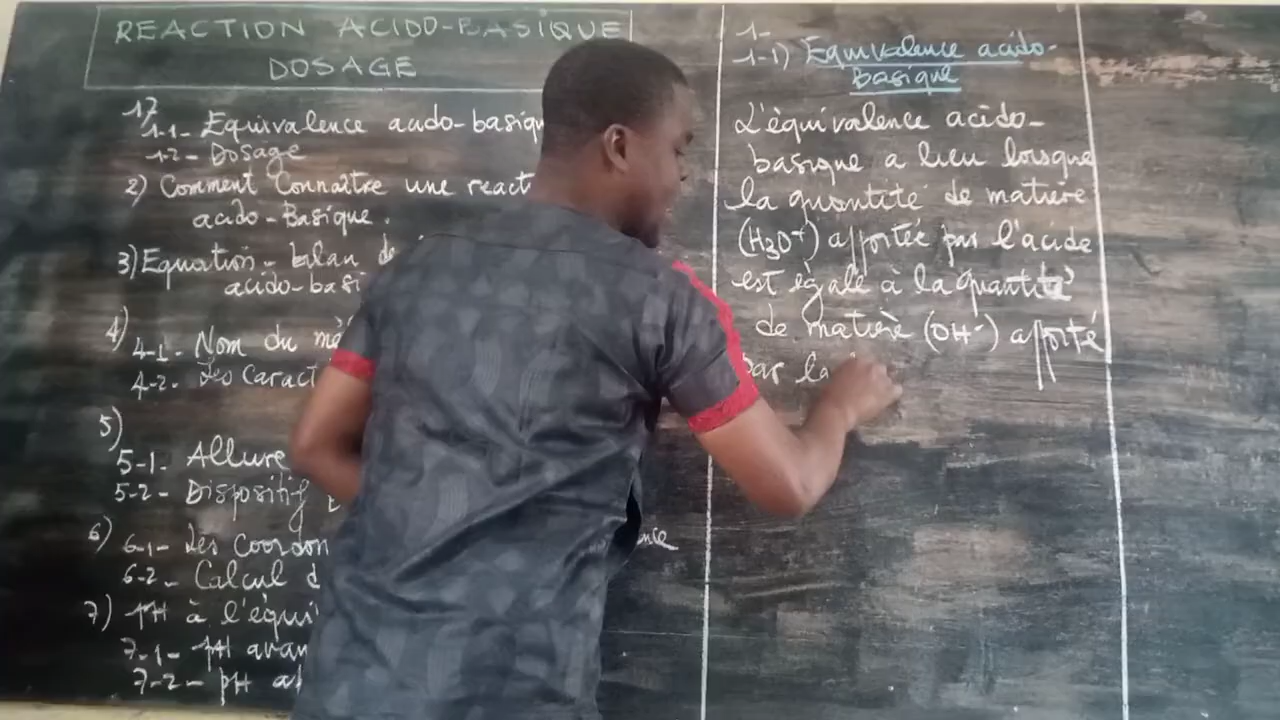 REACTION ACIDO-BASIQUE
DOSAGE
1)
1-1- Equivalence acido-basiqu
1-2- Dosage
2) Comment Connaître une react
acido-Basique.
3) Equation-bilan de
acido-basi
4)
4-1- Nom du mé
4-2- Les Caract
5)
5-1- Allure
5-2- Dispositif
6)
6-1- Les coordon
ence
6-2- Calcul d
7) pH à l'équi
7-1- pH avan
7-2- pH a
1-
1-1) Equivalence acido-
Basique
L'équivalence acido-
basique a lieu lorsque
la quantité de matière
(H3O+) apportée par l'acide
est égale à la quantité
de matière (OH-) apporté
par la